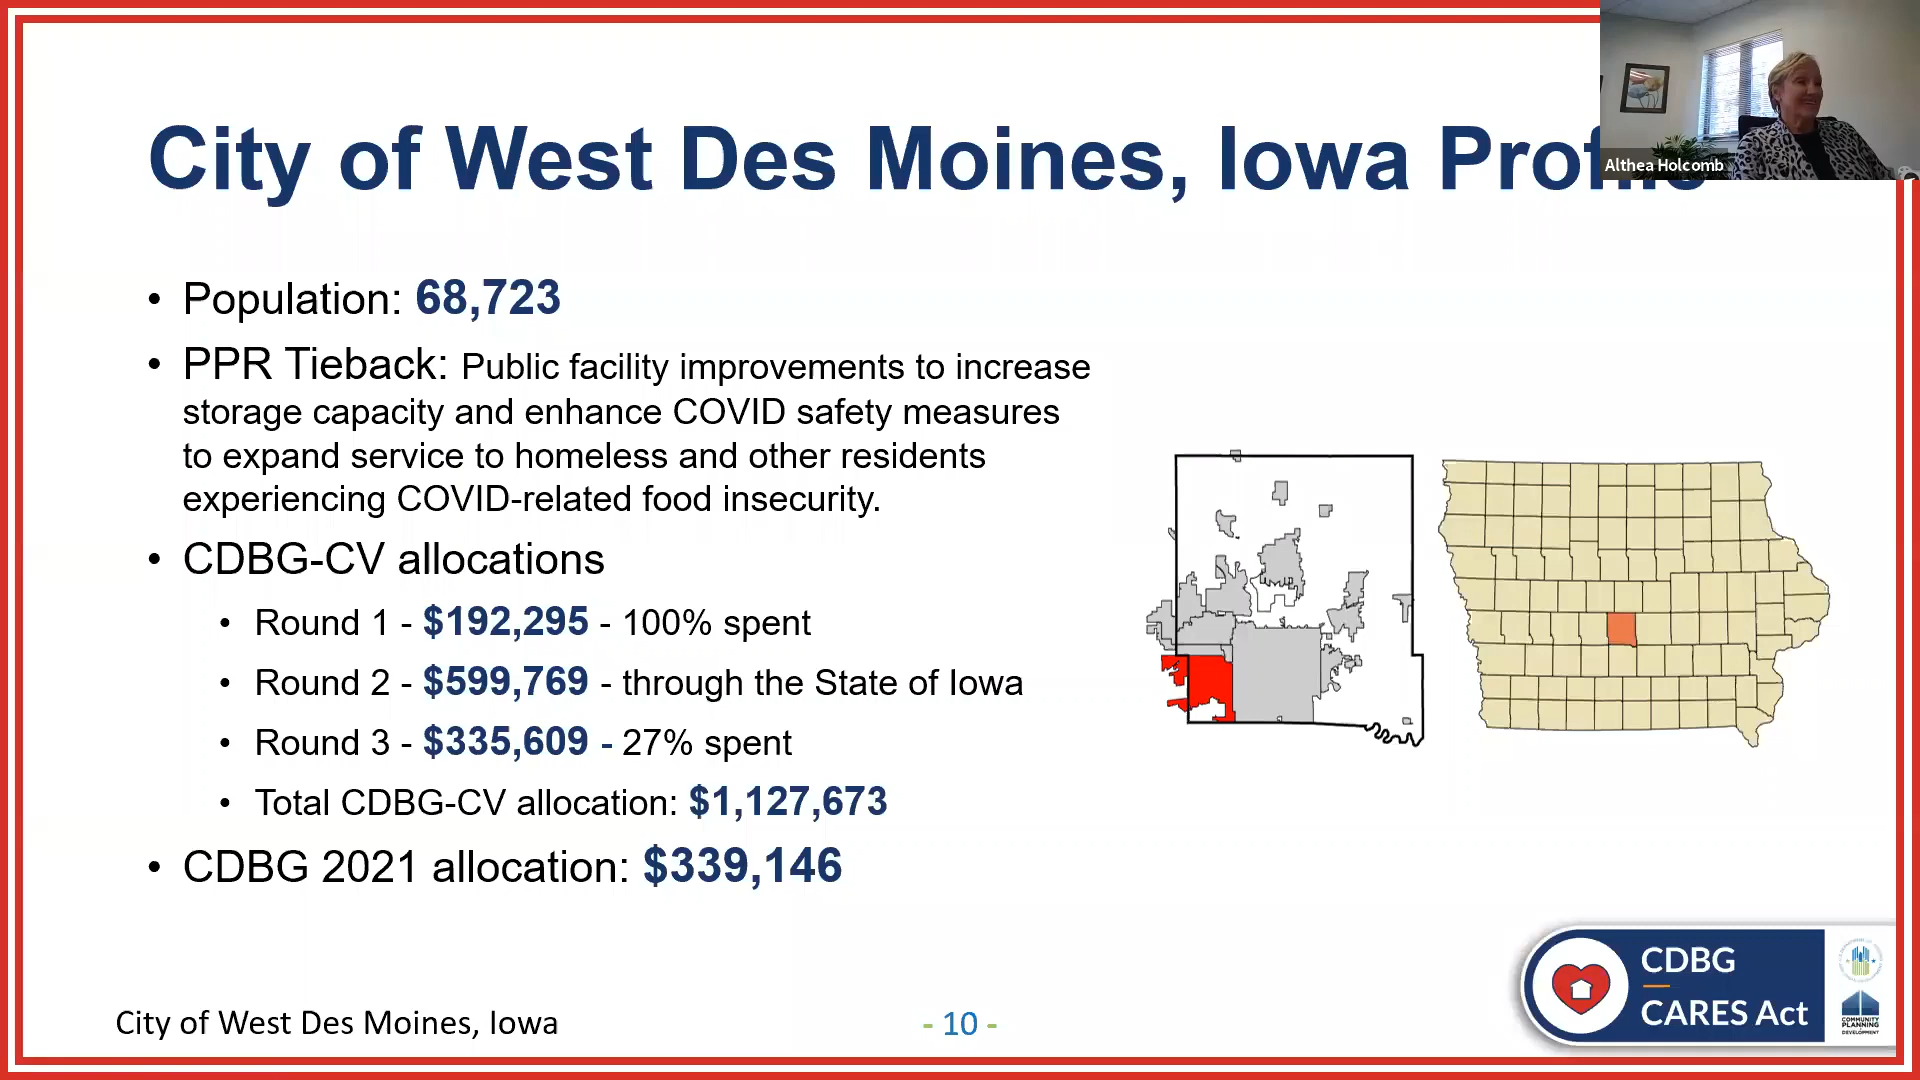 City of West Des Moines, Iowa Prof
Althea Holcomb
• Population: 68,723
• PPR Tieback: Public facility improvements to increase
storage capacity and enhance COVID safety measures
to expand service to homeless and other residents
experiencing COVID-related food insecurity.
• CDBG-CV allocations
• Round 1 - $192,295 - 100% spent
• Round 2 - $599,769 - through the State of Iowa
• Round 3 - $335,609 - 27% spent
• Total CDBG-CV allocation: $1,127,673
• CDBG 2021 allocation: $339,146
CDBG
CARES Act
COMMUNITY
PLANNING
DEVELOPMENT
City of West Des Moines, Iowa
- 10 -